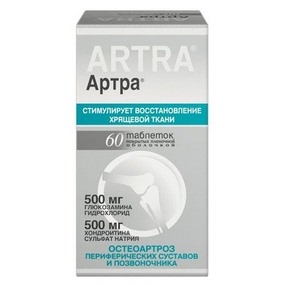 ARTRA®
Артра®
СТИМУЛИРУЕТ ВОССТАНОВЛЕНИЕ
ХРЯЩЕВОЙ ТКАНИ
60 таблеток
покрытых пленочной
оболочкой
500 мг
ГЛЮКОЗАМИНА
ГИДРОХЛОРИД
500 мг
ХОНДРОИТИНА
СУЛЬФАТ НАТРИЯ
ОСТЕОАРТРОЗ
ПЕРИФЕРИЧЕСКИХ СУСТАВОВ
И ПОЗВОНОЧНИКА